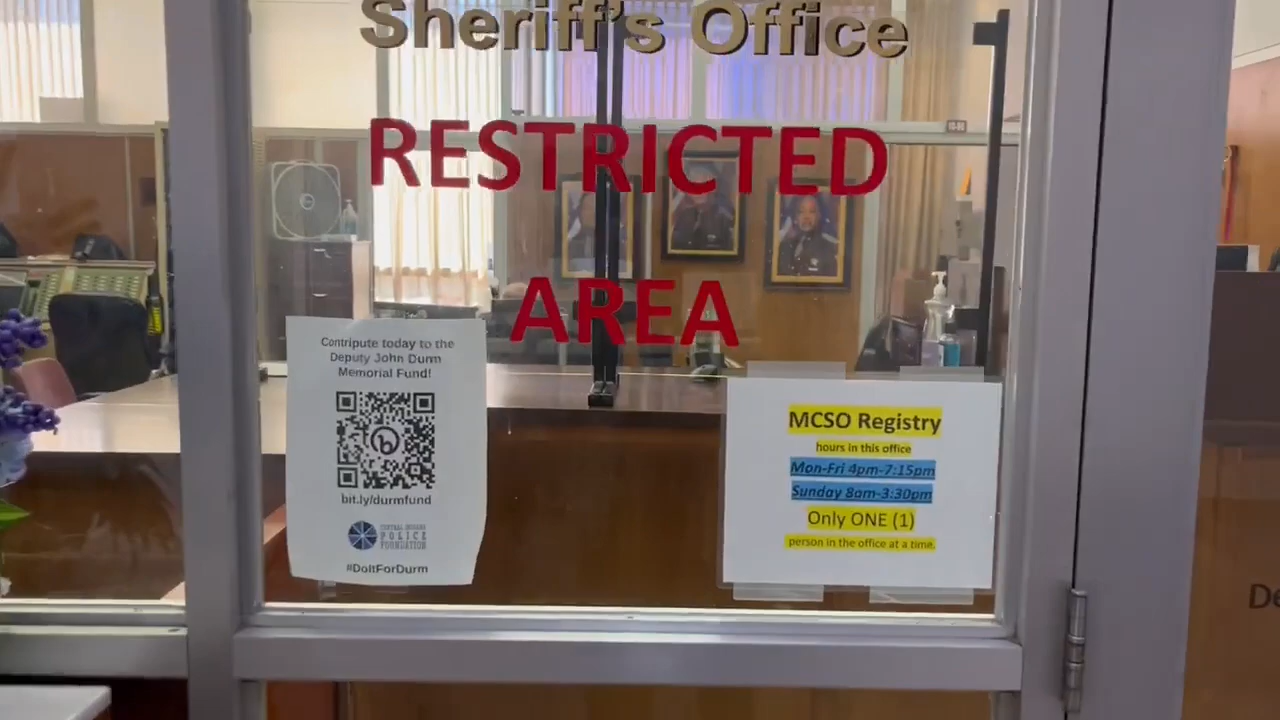 Sheriff's Office
RESTRICTED
AREA
Contribute today to the
Deputy John Durm
Memorial Fund!
bit.ly/durmfund
CENTRAL INDIANA
POLICE
FOUNDATION
#DoItForDurm
MCSO Registry
hours in this office
Mon-Fri 4pm-7:15pm
Sunday 8am-3:30pm
Only ONE (1)
person in the office at a time.
De